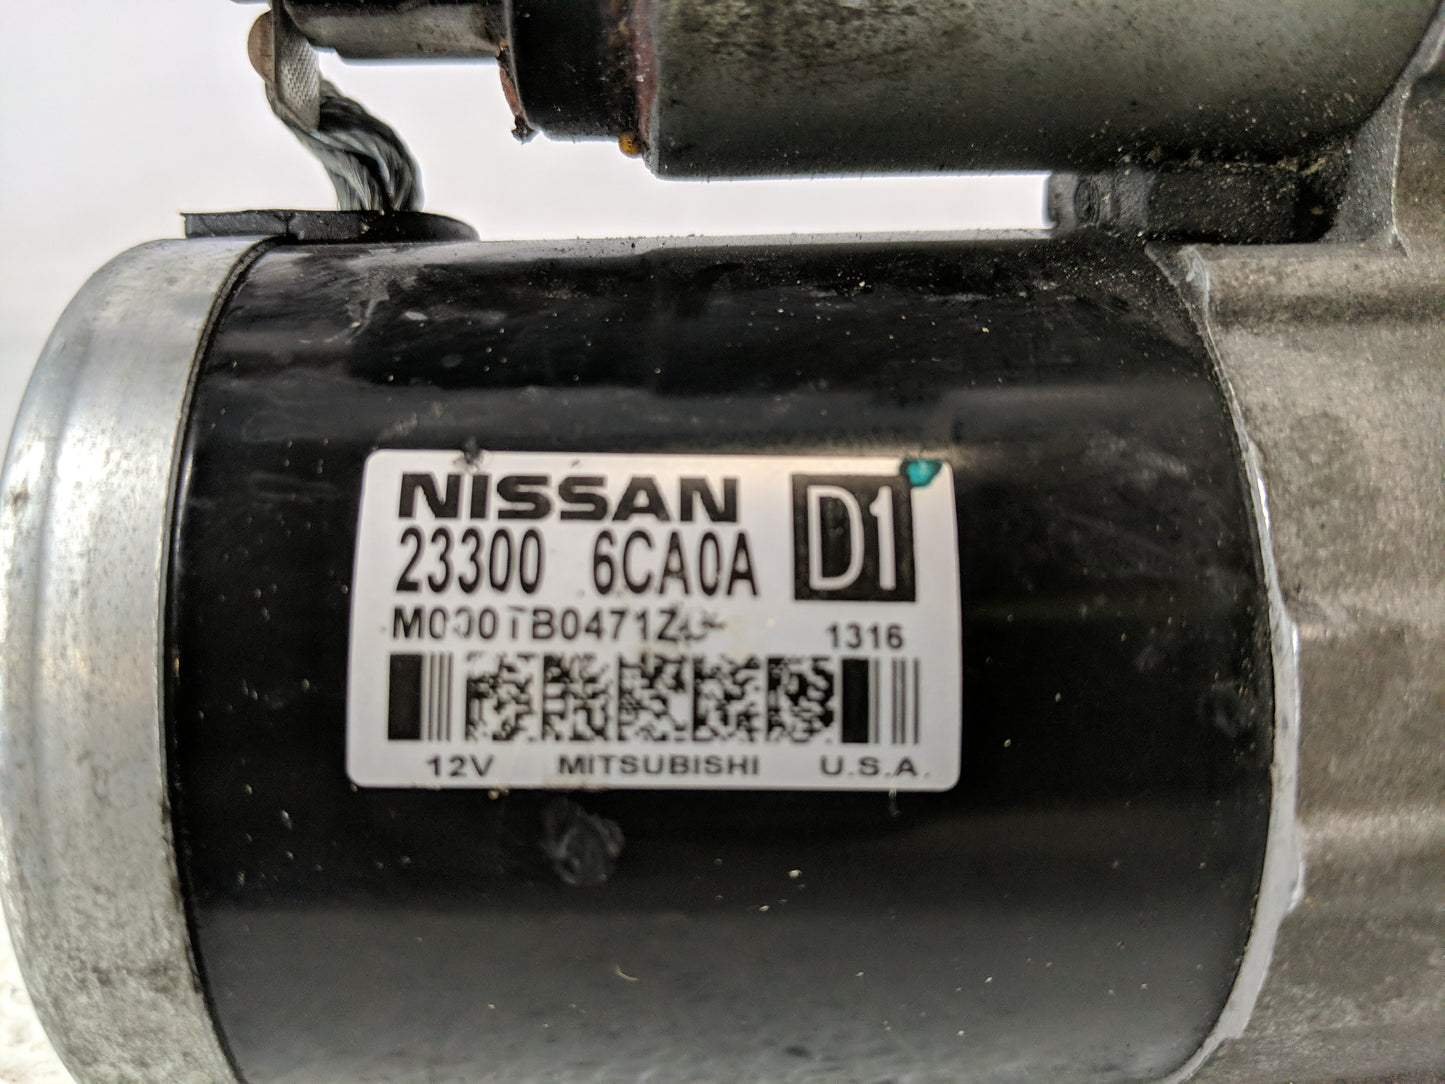 NISSAN
D1
23300 6CA0A
1316
12V MITSUBISHI U.S.A.